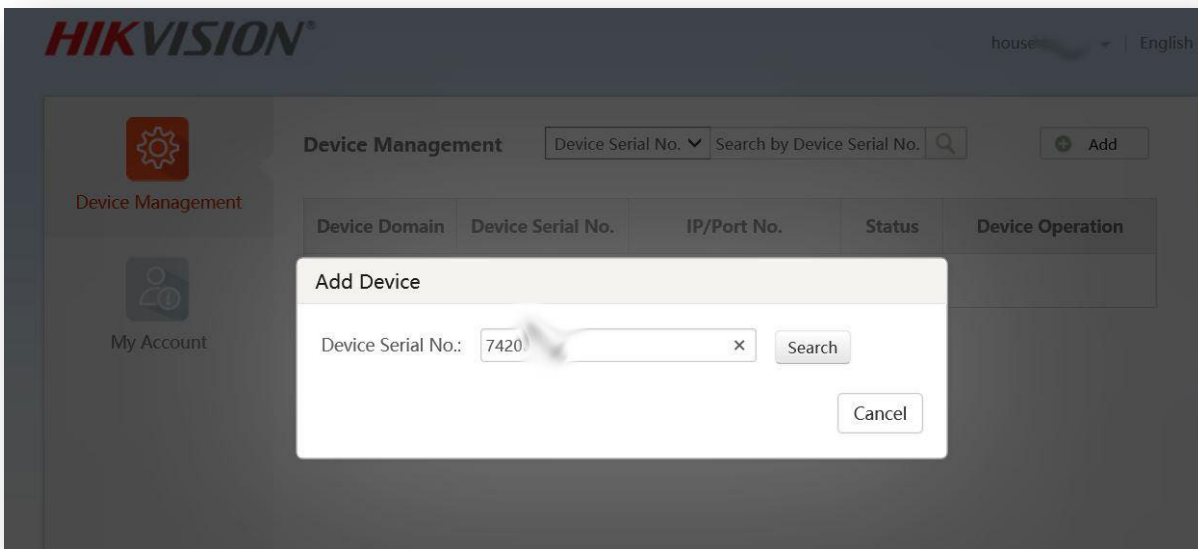 HIKVISION®
house
English
Device Management
Device Serial No.
Search by Device Serial No.
Add
Device Management
Device Domain
Device Serial No.
IP/Port No.
Status
Device Operation
Add Device
Device Serial No.: 7420 ×
Search
My Account
Cancel